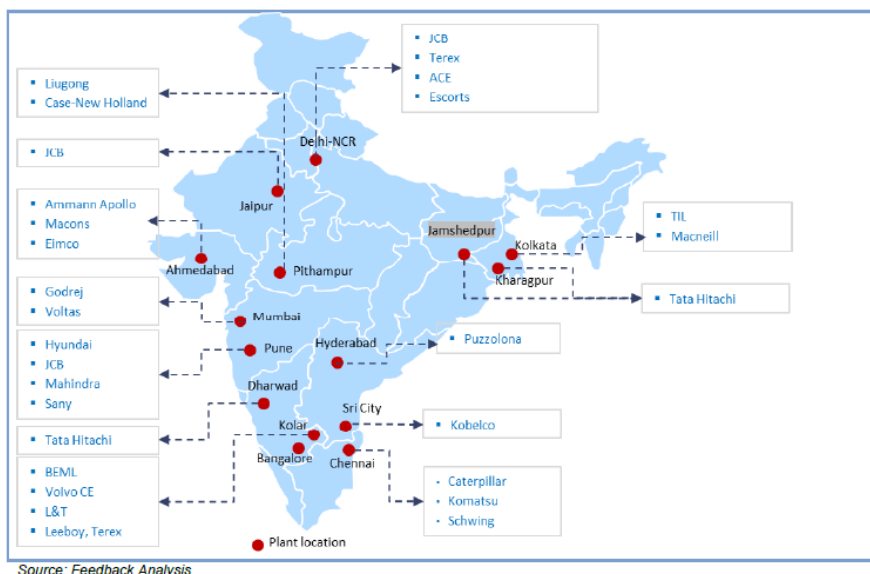 JCB
Terex
ACE
Escorts
Liugong
Case-New Holland
Delhi-NCR
JCB
Jaipur
Ammann Apollo
Macons
Eimco
Ahmedabad
Pithampur
Jamshedpur
Kolkata
Kharagpur
TIL
Macneill
Tata Hitachi
Godrej
Voltas
Mumbai
Hyundai
JCB
Mahindra
Sany
Pune
Hyderabad
Puzzolona
Dharwad
Tata Hitachi
Sri City
Kobelco
Kolar
Bangalore
Chennai
BEML
Volvo CE
L&T
Leeboy, Terex
Caterpillar
Komatsu
Schwing
Plant location
Source: Feedback Analysis